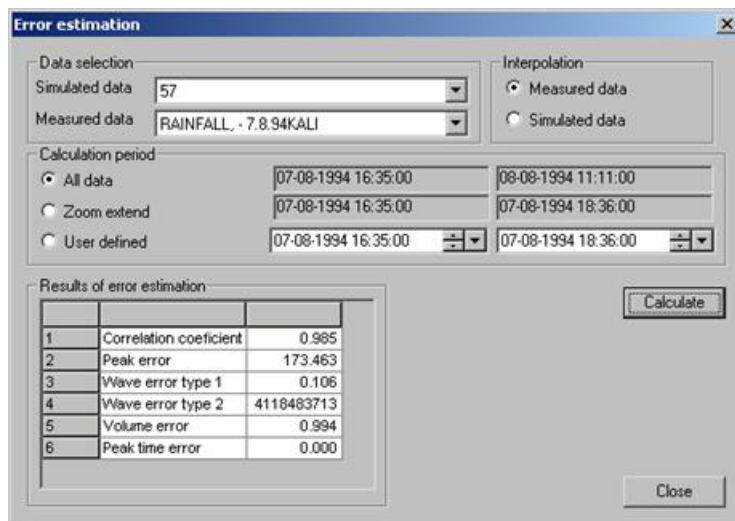 Error estimation
Data selection
Simulated data 57
Measured data RAINFALL, - 7.8.94KALI
Interpolation
Measured data
Simulated data
Calculation period
All data 07-08-1994 16:35:00 08-08-1994 11:11:00
Zoom extend 07-08-1994 16:35:00 07-08-1994 18:36:00
User defined 07-08-1994 16:35:00 07-08-1994 18:36:00
Results of error estimation
1 Correlation coeficient 0.985
2 Peak error 173.463
3 Wave error type 1 0.106
4 Wave error type 2 4118483713
5 Volume error 0.994
6 Peak time error 0.000
Calculate
Close